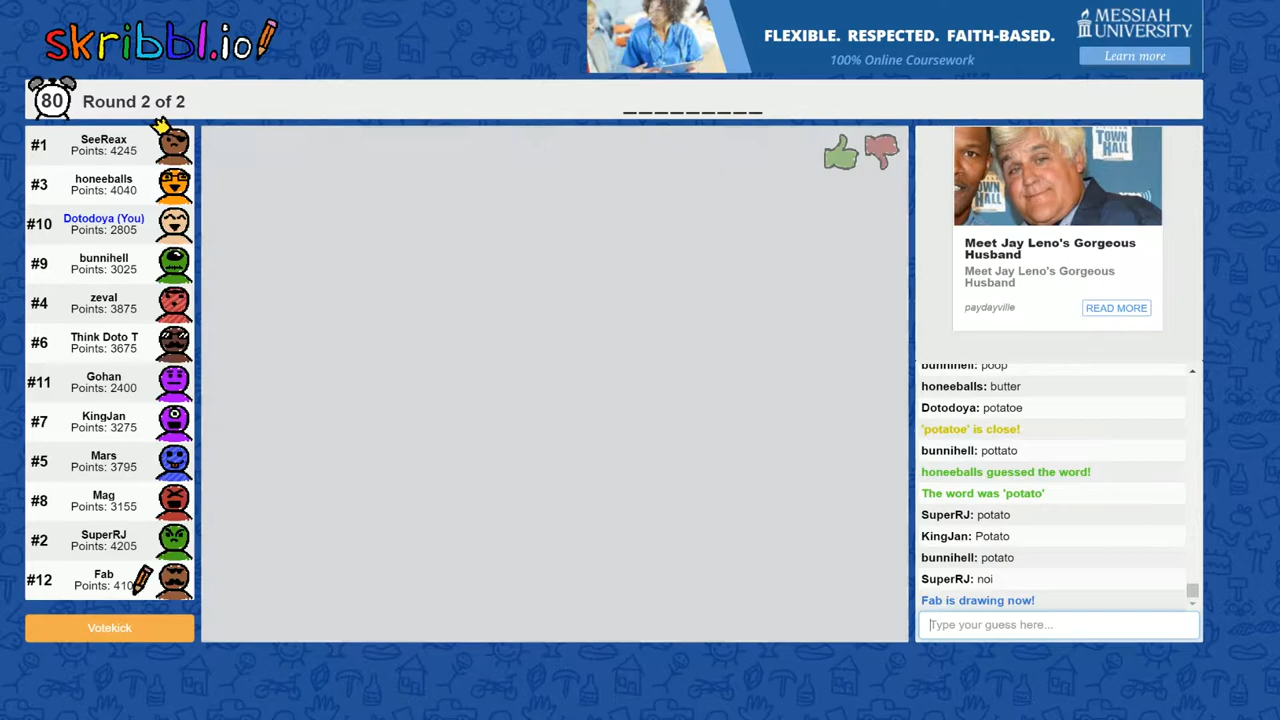 skribbl.io!
FLEXIBLE. RESPECTED. FAITH-BASED.
100% Online Coursework
MESSIAH
UNIVERSITY
Learn more
80
Round 2 of 2
_ _ _ _ _ _ _ _ _
#1
SeeReax
Points: 4245
#3
honeeballs
Points: 4040
#10
Dotodoya (You)
Points: 2805
#9
bunnihell
Points: 3025
#4
zeval
Points: 3875
#6
Think Doto T
Points: 3675
#11
Gohan
Points: 2400
#7
KingJan
Points: 3275
#5
Mars
Points: 3795
#8
Mag
Points: 3155
#2
SuperRJ
Points: 4205
#12
Fab
Points: 410
Votekick
TOWN
HALL
TOWN
HALL
Meet Jay Leno's Gorgeous
Husband
Meet Jay Leno's Gorgeous
Husband
paydayville
READ MORE
bunnihell: poop
honeeballs: butter
Dotodoya: potatoe
'potatoe' is close!
bunnihell: pottato
honeeballs guessed the word!
The word was 'potato'
SuperRJ: potato
KingJan: Potato
bunnihell: potato
SuperRJ: noi
Fab is drawing now!
Type your guess here...